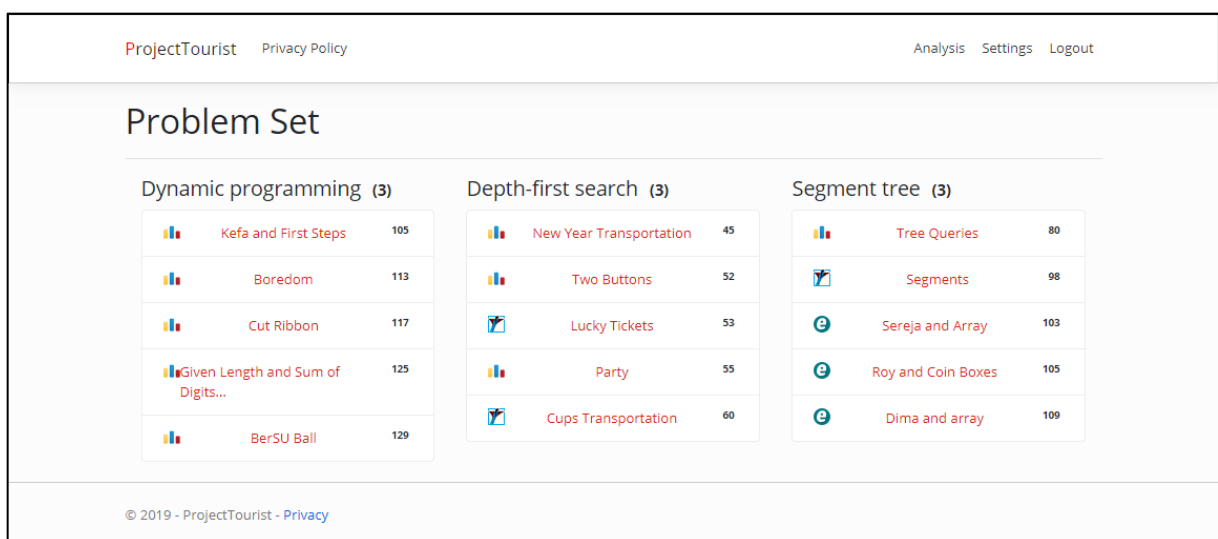 ProjectTourist Privacy Policy Analysis Settings Logout
Problem Set
Dynamic programming (3)
Kefa and First Steps 105
Boredom 113
Cut Ribbon 117
Given Length and Sum of 125
Digits...
BerSU Ball 129
Depth-first search (3)
New Year Transportation 45
Two Buttons 52
Lucky Tickets 53
Party 55
Cups Transportation 60
Segment tree (3)
Tree Queries 80
Segments 98
Sereja and Array 103
Roy and Coin Boxes 105
Dima and array 109
© 2019 - ProjectTourist - Privacy